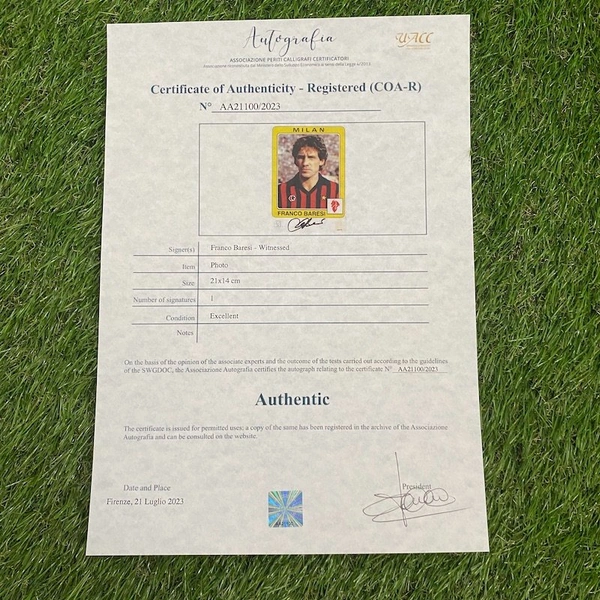 Autografia
UACC
ASSOCIAZIONE PERITI CALLIGRAFI CERTIFICATORI
Certificate of Authenticity - Registered (COA-R)
N° AA21100/2023
MILAN
FRANCO BARESI
Signer(s) Franco Baresi - Witnessed
Item Photo
Size 21x14 cm
Number of signatures 1
Condition Excellent
Notes
On the basis of the opinion of the associate experts and the outcome of the tests carried out according to the guidelines
of the SWGDOC, the Associazione Autografia certifies the autograph relating to the certificate N° AA21100/2023
Authentic
The certificate is issued for permitted uses; a copy of the same has been registered in the archive of the Associazione
Autografia and can be consulted on the website.
Date and Place
President
Firenze, 21 Luglio 2023